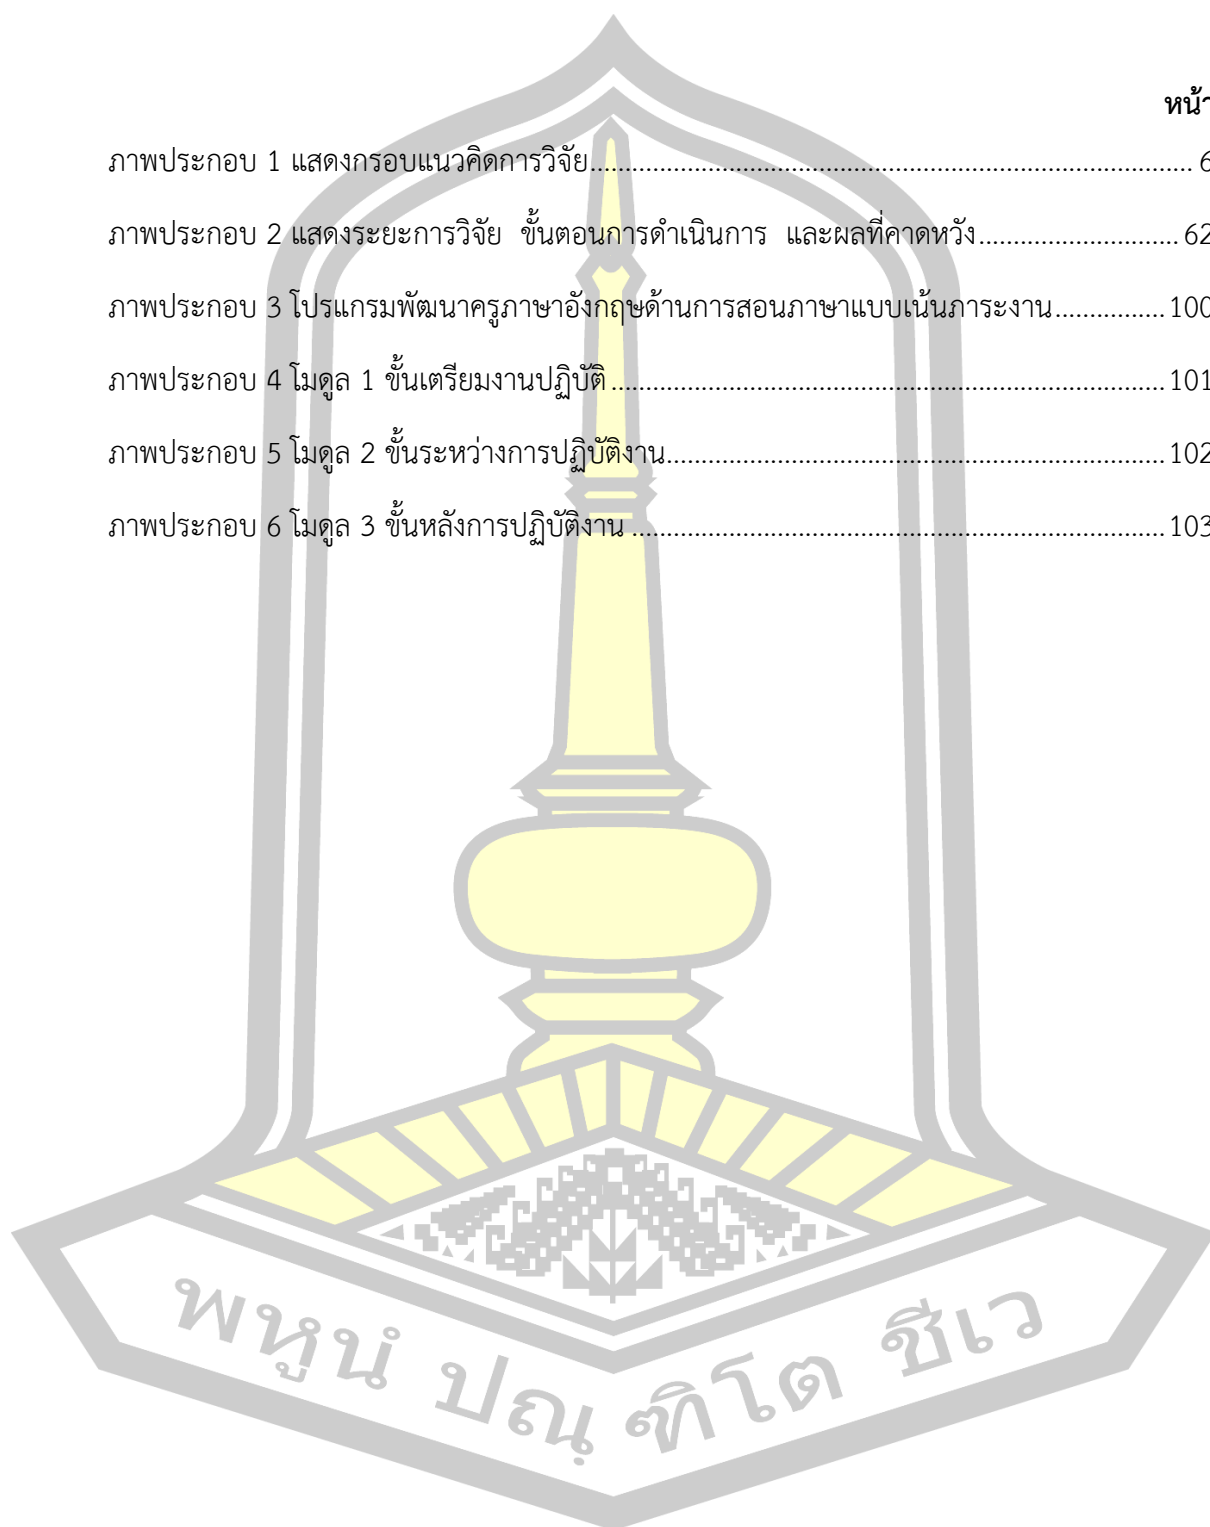 หน้า
ภาพประกอบ 1 แสดงกรอบแนวคิดการวิจัย........................................................................................ 6
ภาพประกอบ 2 แสดงระยะการวิจัย ขั้นตอนการดำเนินการ และผลที่คาดหวัง.............................. 62
ภาพประกอบ 3 โปรแกรมพัฒนาครูภาษาอังกฤษด้านการสอนภาษาแบบเน้นภาระงาน................ 100
ภาพประกอบ 4 โมดูล 1 ขั้นเตรียมงานปฏิบัติ.................................................................................. 101
ภาพประกอบ 5 โมดูล 2 ขั้นระหว่างการปฏิบัติงาน.......................................................................... 102
ภาพประกอบ 6 โมดูล 3 ขั้นหลังการปฏิบัติงาน ............................................................................... 103
พหูนํ ปณฺฑิโต ชีเว